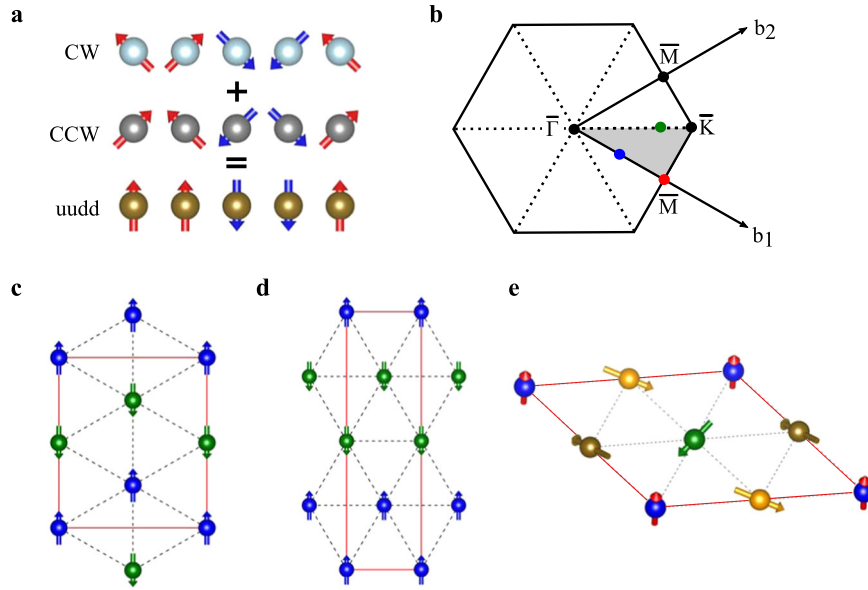 a
CW
+
CCW
=
uudd
b
b₂
M̅
Γ̅
K̅
M̅
b₁
c
d
e